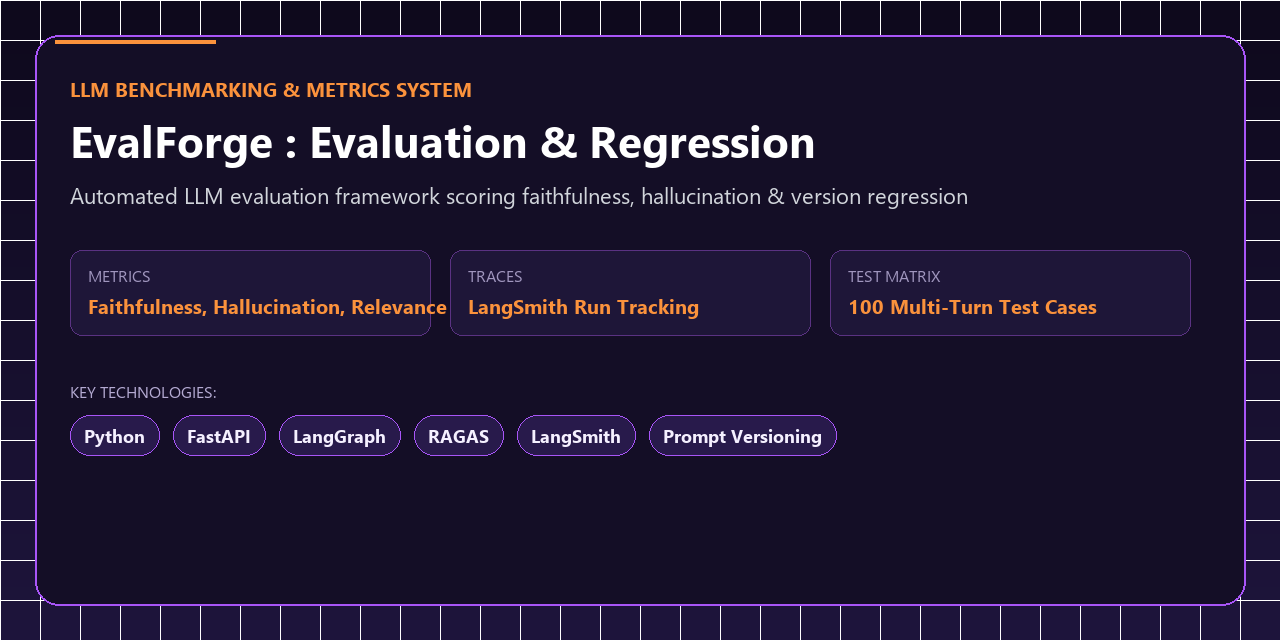 LLM BENCHMARKING & METRICS SYSTEM
EvalForge : Evaluation & Regression
Automated LLM evaluation framework scoring faithfulness, hallucination & version regression
METRICS
Faithfulness, Hallucination, Relevance
TRACES
LangSmith Run Tracking
TEST MATRIX
100 Multi-Turn Test Cases
KEY TECHNOLOGIES:
Python
FastAPI
LangGraph
RAGAS
LangSmith
Prompt Versioning